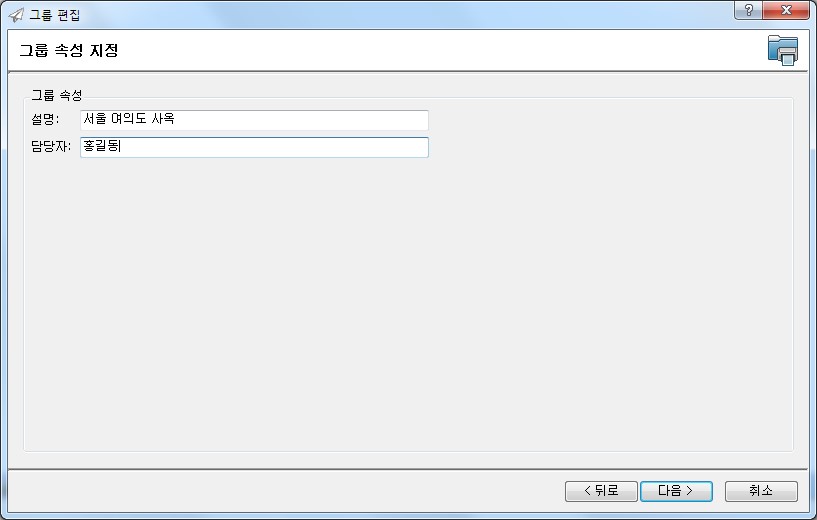 그룹 편집
그룹 속성 지정
그룹 속성
설명: 서울 여의도 사옥
담당자: 홍길동
< 뒤로 다음 > 취소